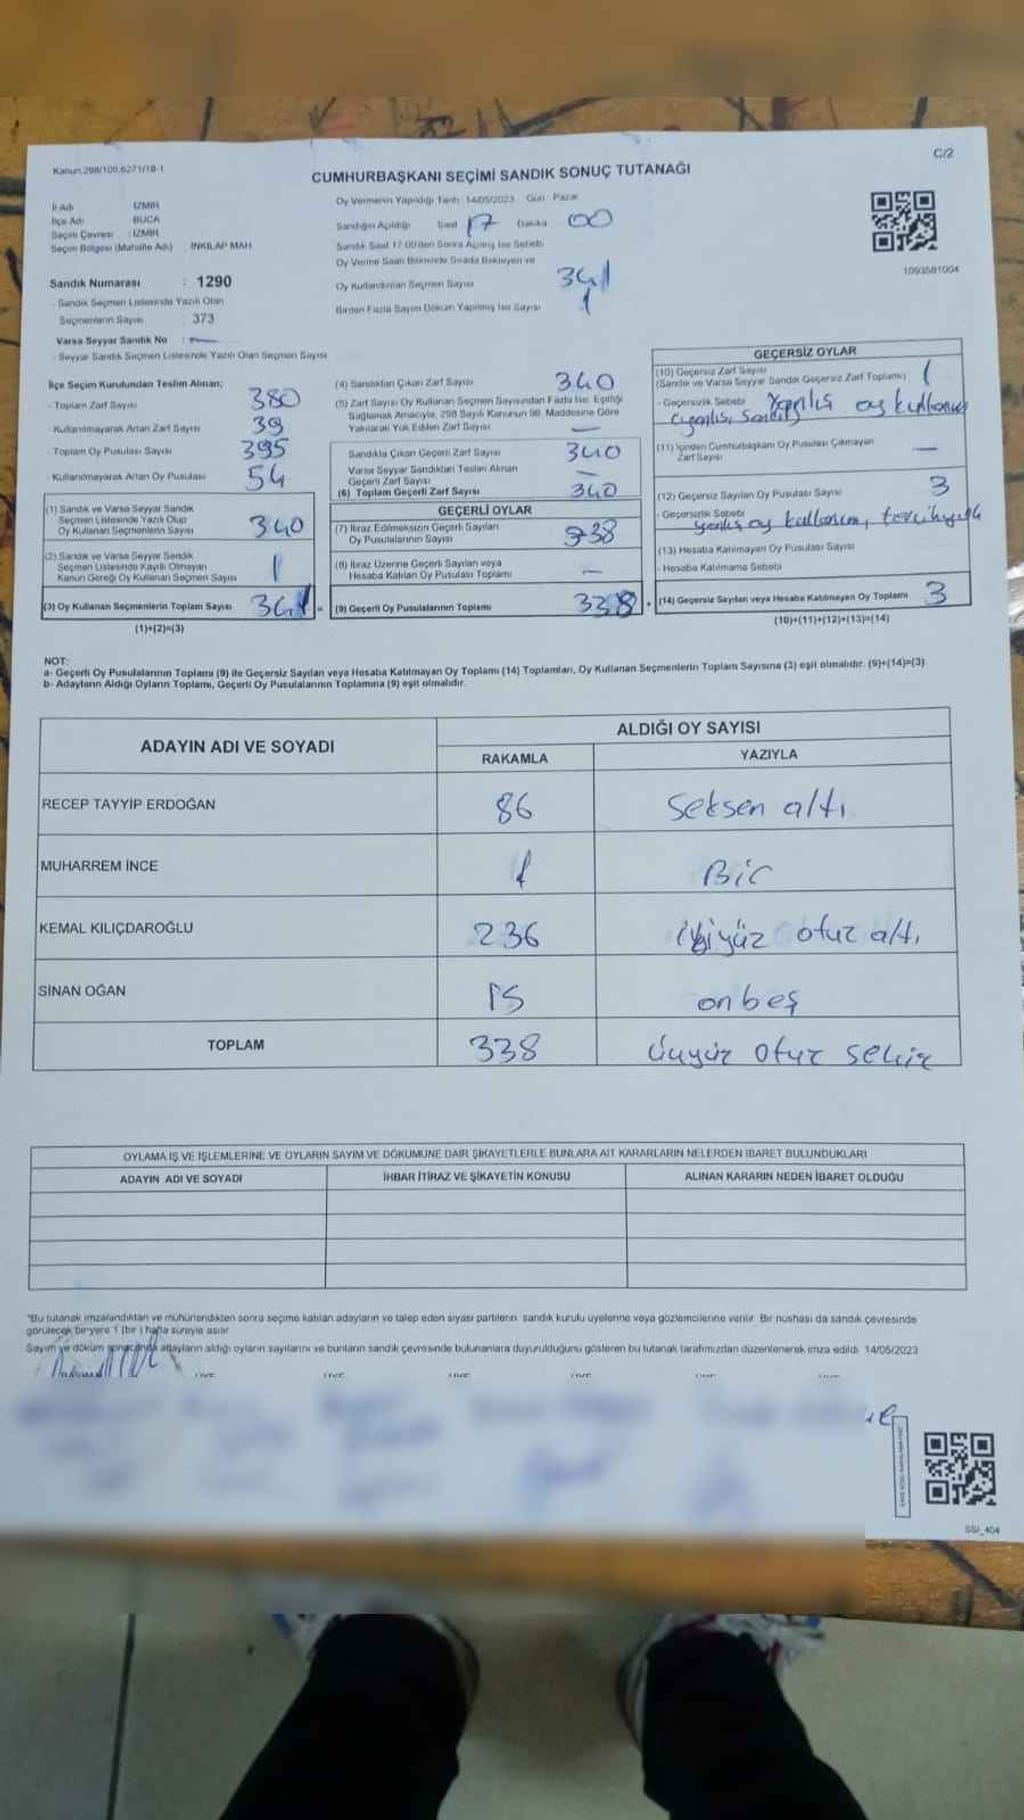 Kanun 298/105 6271/18-1
C/2
CUMHURBAŞKANI SEÇİMİ SANDIK SONUÇ TUTANAĞI
İl Adı İZMİR
İlçe Adı BUCA
Seçim Çevresi : İZMİR
Seçim Bölgesi (Mahalle Adı) İNKILAP MAH.
Sandık Numarası : 1290
- Sandık Seçmen Listesinde Yazılı Olan
Seçmenlerin Sayısı : 373
Varsa Seyyar Sandık No :
- Seyyar Sandık Seçmen Listesinde Yazılı Olan Seçmen Sayısı
Oy Vermenin Yapıldığı Tarih 14/05/2023 Gün : Pazar
Sandığın Açıldığı Saat 17 Dakika 00
Sandık Saat 17:00'den Sonra Açılmış İse Sebebi
Oy Verme Saati Bitiminde Sırada Bekleyen ve
Oy Kullandırılan Seçmen Sayısı 341
Birden Fazla Sayım Döküm Yapılmış İse Sayısı 1
1093581004
İlçe Seçim Kurulundan Teslim Alınan;
- Toplam Zarf Sayısı 380
- Kullanılmayarak Artan Zarf Sayısı 39
- Toplam Oy Pusulası Sayısı 395
- Kullanılmayarak Artan Oy Pusulası 54
(1) Sandık ve Varsa Seyyar Sandık
Seçmen Listesinde Yazılı Olup
Oy Kullanan Seçmenlerin Sayısı 340
(2) Sandık ve Varsa Seyyar Sandık
Seçmen Listesinde Kayıtlı Olmayan
Kanun Gereği Oy Kullanan Seçmen Sayısı 1
(3) Oy Kullanan Seçmenlerin Toplam Sayısı 341 =
(1)+(2)=(3)
(4) Sandıktan Çıkan Zarf Sayısı 340
(5) Zarf Sayısı Oy Kullanan Seçmen Sayısından Fazla İse, Eşitliği
Sağlamak Amacıyla, 298 Sayılı Kanunun 98. Maddesine Göre
Yakılarak Yok Edilen Zarf Sayısı —
Sandıkta Çıkan Geçerli Zarf Sayısı 340
Varsa Seyyar Sandıktan Teslim Alınan
Geçerli Zarf Sayısı —
(6) Toplam Geçerli Zarf Sayısı 340
GEÇERLİ OYLAR
(7) İtiraz Edilmeksizin Geçerli Sayılan
Oy Pusulalarının Sayısı 338
(8) İtiraz Üzerine Geçerli Sayılan veya
Hesaba Katılan Oy Pusulası Toplamı —
(9) Geçerli Oy Pusulalarının Toplamı 338 +
GEÇERSİZ OYLAR
(10) Geçersiz Zarf Sayısı
(Sandık ve Varsa Seyyar Sandık Geçersiz Zarf Toplamı) 1
- Geçersizlik Sebebi oy
(11) İçinden Cumhurbaşkanı Oy Pusulası Çıkmayan
Zarf Sayısı —
(12) Geçersiz Sayılan Oy Pusulası Sayısı 3
- Geçersizlik Sebebi
yanlış oy kullanım,
(13) Hesaba Katılmayan Oy Pusulası Sayısı
- Hesaba Katılmama Sebebi
(14) Geçersiz Sayılan veya Hesaba Katılmayan Oy Toplamı 3
(10)+(11)+(12)+(13)=(14)
NOT:
a- Geçerli Oy Pusulalarının Toplamı (9) ile Geçersiz Sayılan veya Hesaba Katılmayan Oy Toplamı (14) Toplamları, Oy Kullanan Seçmenlerin Toplam Sayısına (3) eşit olmalıdır. (9)+(14)=(3)
b- Adayların Aldığı Oyların Toplamı, Geçerli Oy Pusulalarının Toplamına (9) eşit olmalıdır.
ADAYIN ADI VE SOYADI
ALDIĞI OY SAYISI
RAKAMLA YAZIYLA
RECEP TAYYİP ERDOĞAN 86 Seksen altı
MUHARREM İNCE 1 Bir
KEMAL KILIÇDAROĞLU 236 ikiyüz otuz altı
SİNAN OĞAN 15 onbeş
TOPLAM 338 Üçyüz otuz sekiz
OYLAMA İŞ VE İŞLEMLERİNE VE OYLARIN SAYIM VE DÖKÜMÜNE DAİR ŞİKAYETLERLE BUNLARA AİT KARARLARIN NELERDEN İBARET BULUNDUKLARI
ADAYIN ADI VE SOYADI İHBAR İTİRAZ VE ŞİKAYETİN KONUSU ALINAN KARARIN NEDEN İBARET OLDUĞU
*Bu tutanak imzalandıktan ve mühürlendikten sonra seçime katılan adayların ve talep eden siyasi partilerin sandık kurulu üyelerine veya gözlemcilerine verilir. Bir nüshası da sandık çevresinde
görülecek bir yere 1 (bir ) hafta süreyle asılır
Sayım ve döküm sonucunda adayların aldığı oyların sayılarını ve bunların sandık çevresinde bulunanlara duyurulduğunu gösteren bu tutanak tarafımızdan düzenlenerek imza edildi. 14/05/2023
SSI_404